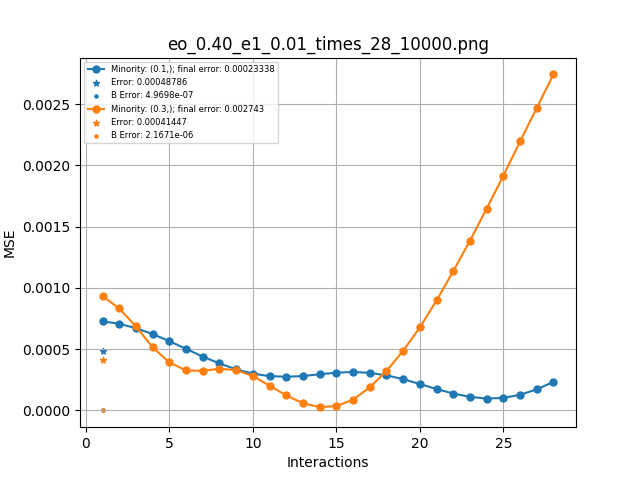 eo_0.40_e1_0.01_times_28_10000.png
Minority: (0.1,); final error: 0.00023338
Error: 0.00048786
B Error: 4.9698e-07
Minority: (0.3,); final error: 0.002743
Error: 0.00041447
B Error: 2.1671e-06
0.0025
0.0020
0.0015
0.0010
0.0005
0.0000
MSE
0 5 10 15 20 25
Interactions